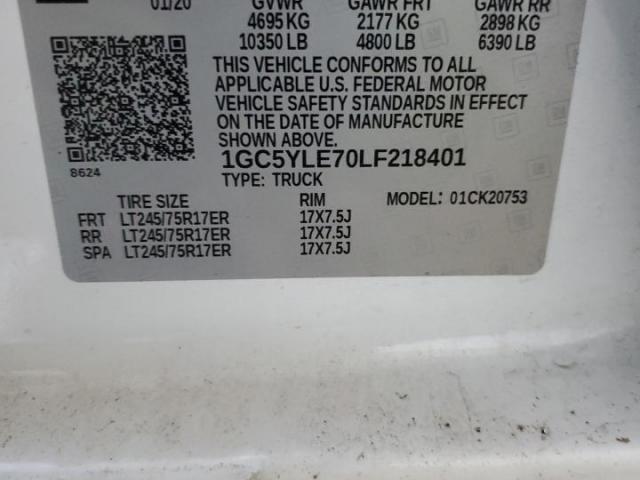 01/20 GVWR GAWR FRT GAWR RR
4695 KG 2177 KG 2898 KG
10350 LB 4800 LB 6390 LB
THIS VEHICLE CONFORMS TO ALL
APPLICABLE U.S. FEDERAL MOTOR
VEHICLE SAFETY STANDARDS IN EFFECT
ON THE DATE OF MANUFACTURE
SHOWN ABOVE.
8624
1GC5YLE70LF218401
TYPE: TRUCK
TIRE SIZE RIM MODEL: 01CK20753
FRT LT245/75R17ER 17X7.5J
RR LT245/75R17ER 17X7.5J
SPA LT245/75R17ER 17X7.5J